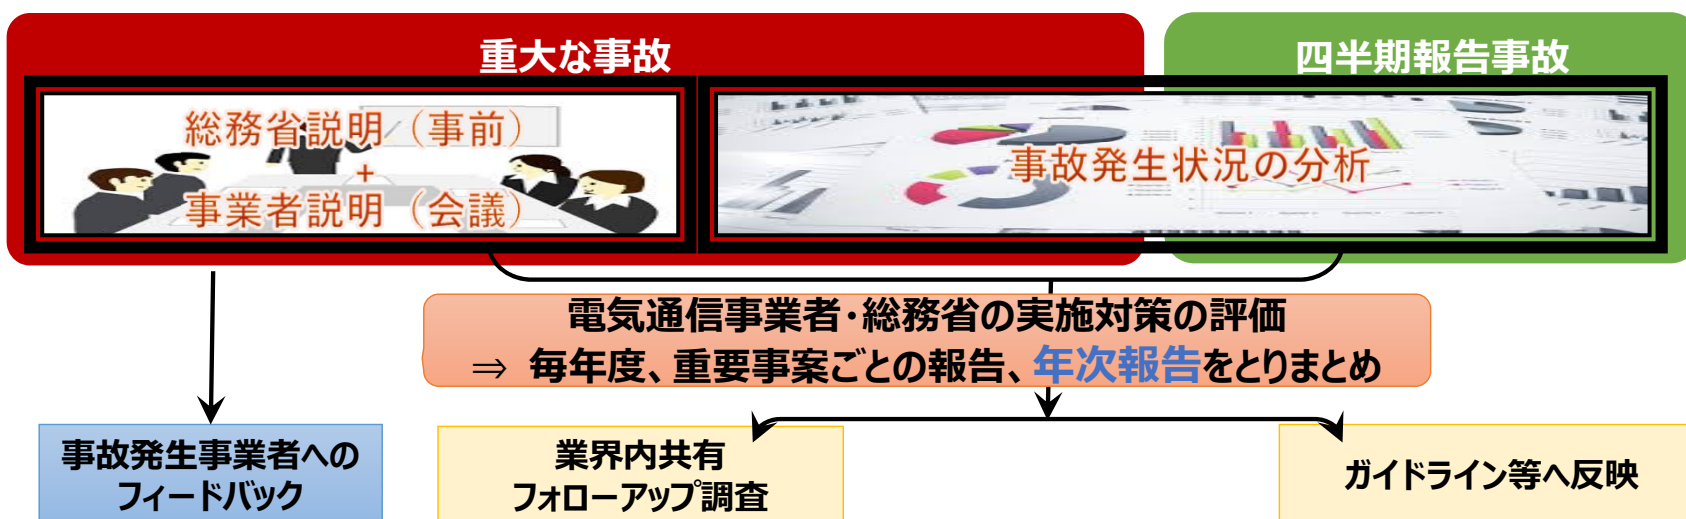 重大な事故
四半期報告事故
総務省説明（事前）
+
事業者説明（会議）
事故発生状況の分析
電気通信事業者･総務省の実施対策の評価
⇒ 毎年度、重要事案ごとの報告、年次報告をとりまとめ
事故発生事業者への
フィードバック
業界内共有
フォローアップ調査
ガイドライン等へ反映